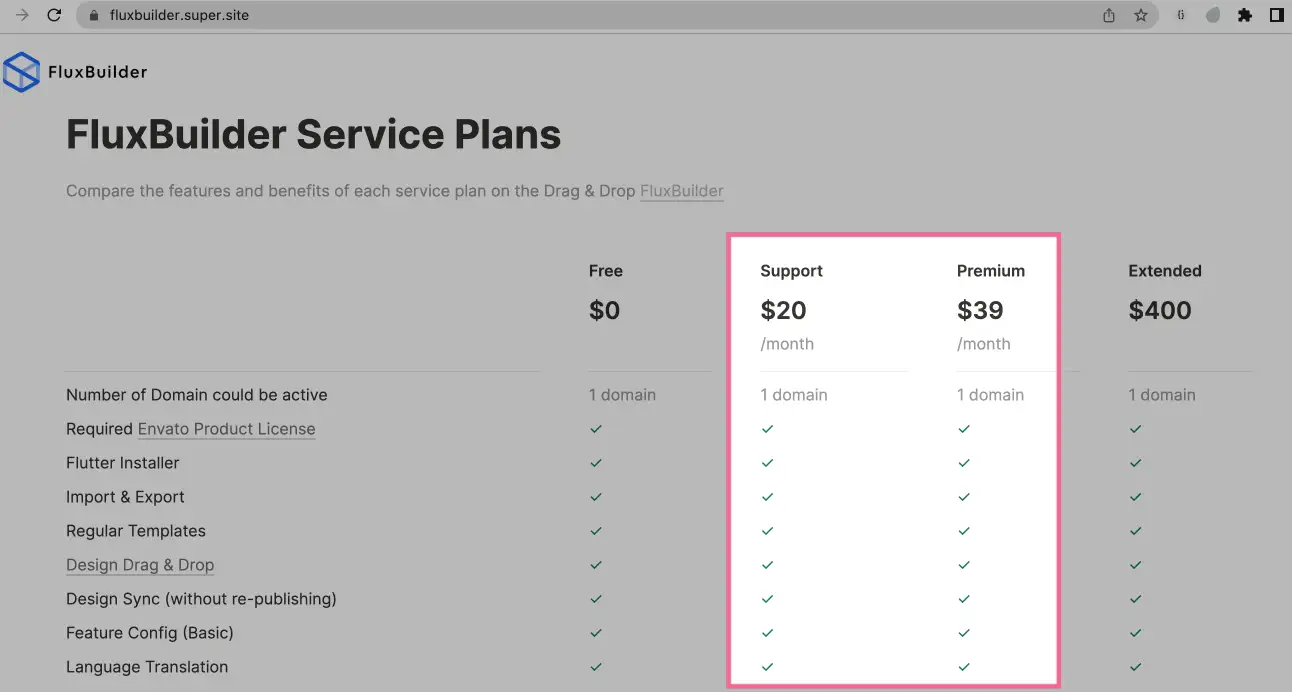 fluxbuilder.super.site
FluxBuilder
FluxBuilder Service Plans
Compare the features and benefits of each service plan on the Drag & Drop FluxBuilder
Free Support Premium Extended
$0 $20 $39 $400
/month /month
Number of Domain could be active 1 domain 1 domain 1 domain 1 domain
Required Envato Product License
Flutter Installer
Import & Export
Regular Templates
Design Drag & Drop
Design Sync (without re-publishing)
Feature Config (Basic)
Language Translation